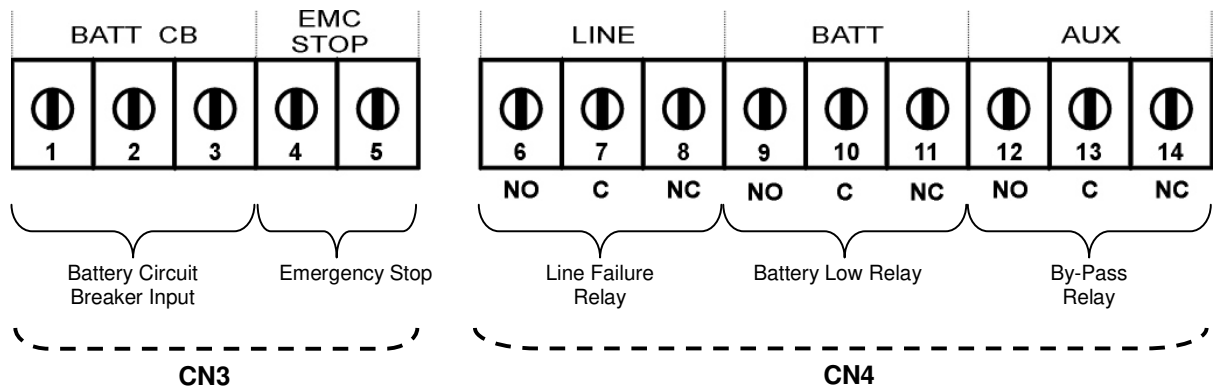 BATT CB
EMC
STOP
LINE
BATT
AUX
1 2 3 4 5
6 7 8 9 10 11 12 13 14
NO C NC NO C NC NO C NC
Battery Circuit
Breaker Input
Emergency Stop
Line Failure
Relay
Battery Low Relay
By-Pass
Relay
CN3
CN4